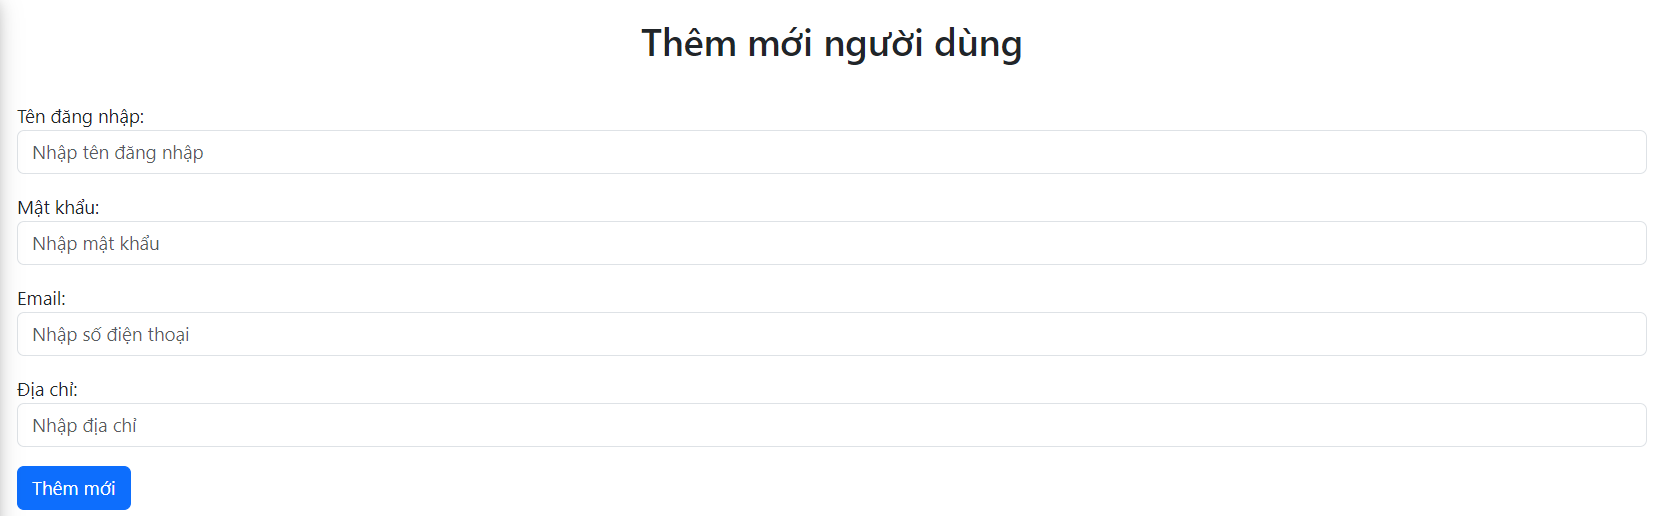 Thêm mới người dùng
Tên đăng nhập:
Nhập tên đăng nhập
Mật khẩu:
Nhập mật khẩu
Email:
Nhập số điện thoại
Địa chỉ:
Nhập địa chỉ
Thêm mới